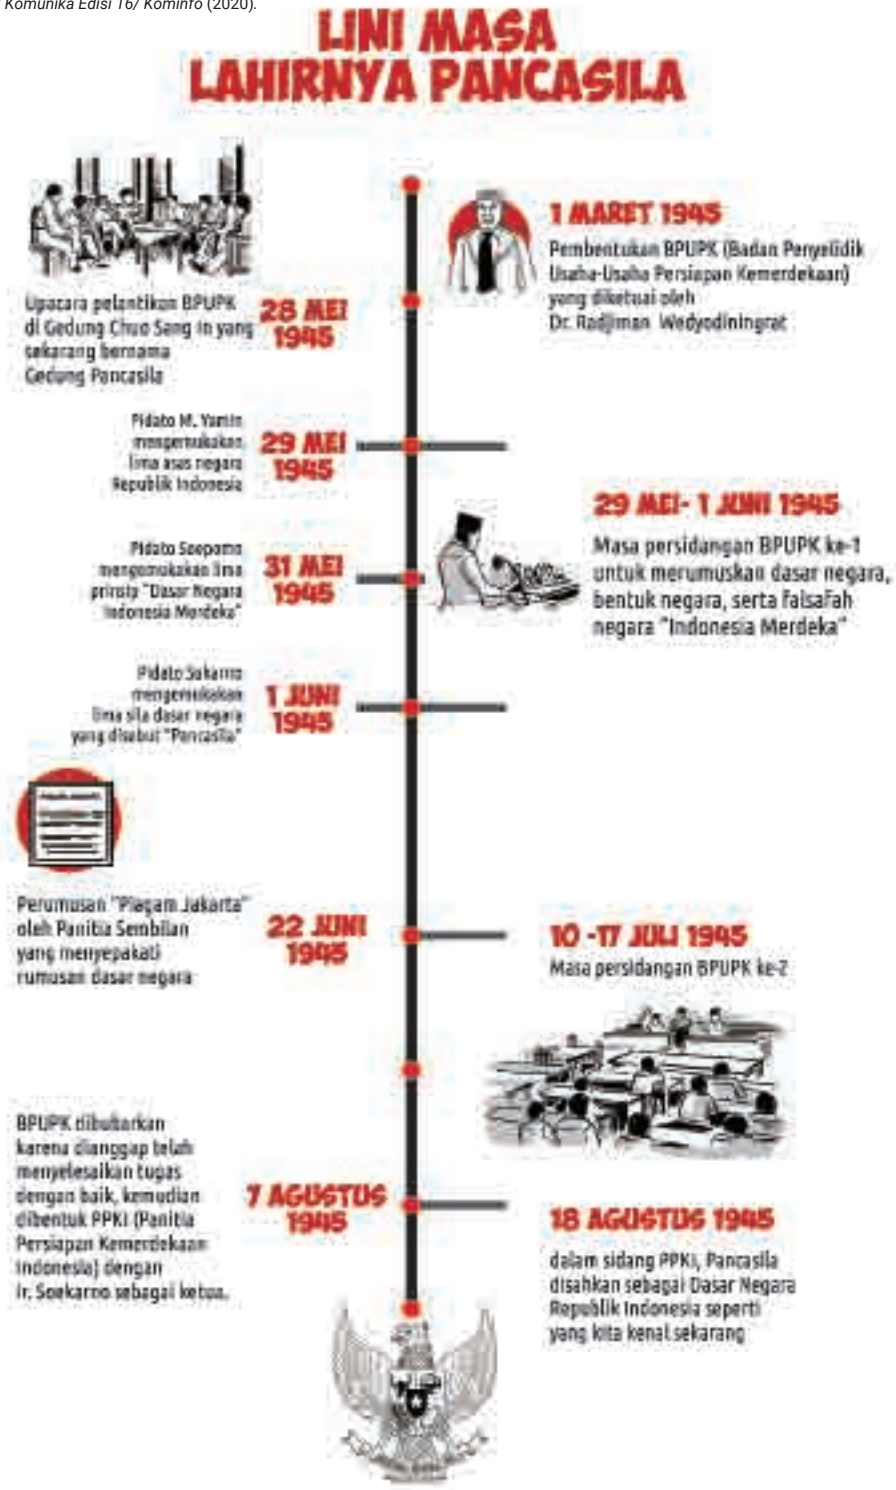 Komunika Edisi 16/ Kominfo (2020).
LINI MASA
LAHIRNYA PANCASILA
1 MARET 1945
Pembentukan BPUPK (Badan Penyelidik
Usaha-Usaha Persiapan Kemerdekaan)
yang diketuai oleh
Dr. Radjiman Wedyodiningrat
28 MEI
1945
Upacara pelantikan BPUPK
di Gedung Chuo Sang In yang
sekarang bernama
Gedung Pancasila
29 MEI
1945
Pidato M. Yamin
mengemukakan
lima asas negara
Republik Indonesia
29 MEI- 1 JUNI 1945
Masa persidangan BPUPK ke-1
untuk merumuskan dasar negara,
bentuk negara, serta falsafah
negara "Indonesia Merdeka"
31 MEI
1945
Pidato Soepomo
mengemukakan lima
prinsip "Dasar Negara
Indonesia Merdeka"
1 JUNI
1945
Pidato Sukarno
mengemukakan
lima sila dasar negara
yang disebut "Pancasila"
22 JUNI
1945
Perumusan "Piagam Jakarta"
oleh Panitia Sembilan
yang menyepakati
rumusan dasar negara
10 -17 JULI 1945
Masa persidangan BPUPK ke-2
7 AGUSTUS
1945
BPUPK dibubarkan
karena dianggap telah
menyelesaikan tugas
dengan baik, kemudian
dibentuk PPKI (Panitia
Persiapan Kemerdekaan
Indonesia) dengan
Ir. Soekarno sebagai ketua.
18 AGUSTUS 1945
dalam sidang PPKI, Pancasila
disahkan sebagai Dasar Negara
Republik Indonesia seperti
yang kita kenal sekarang